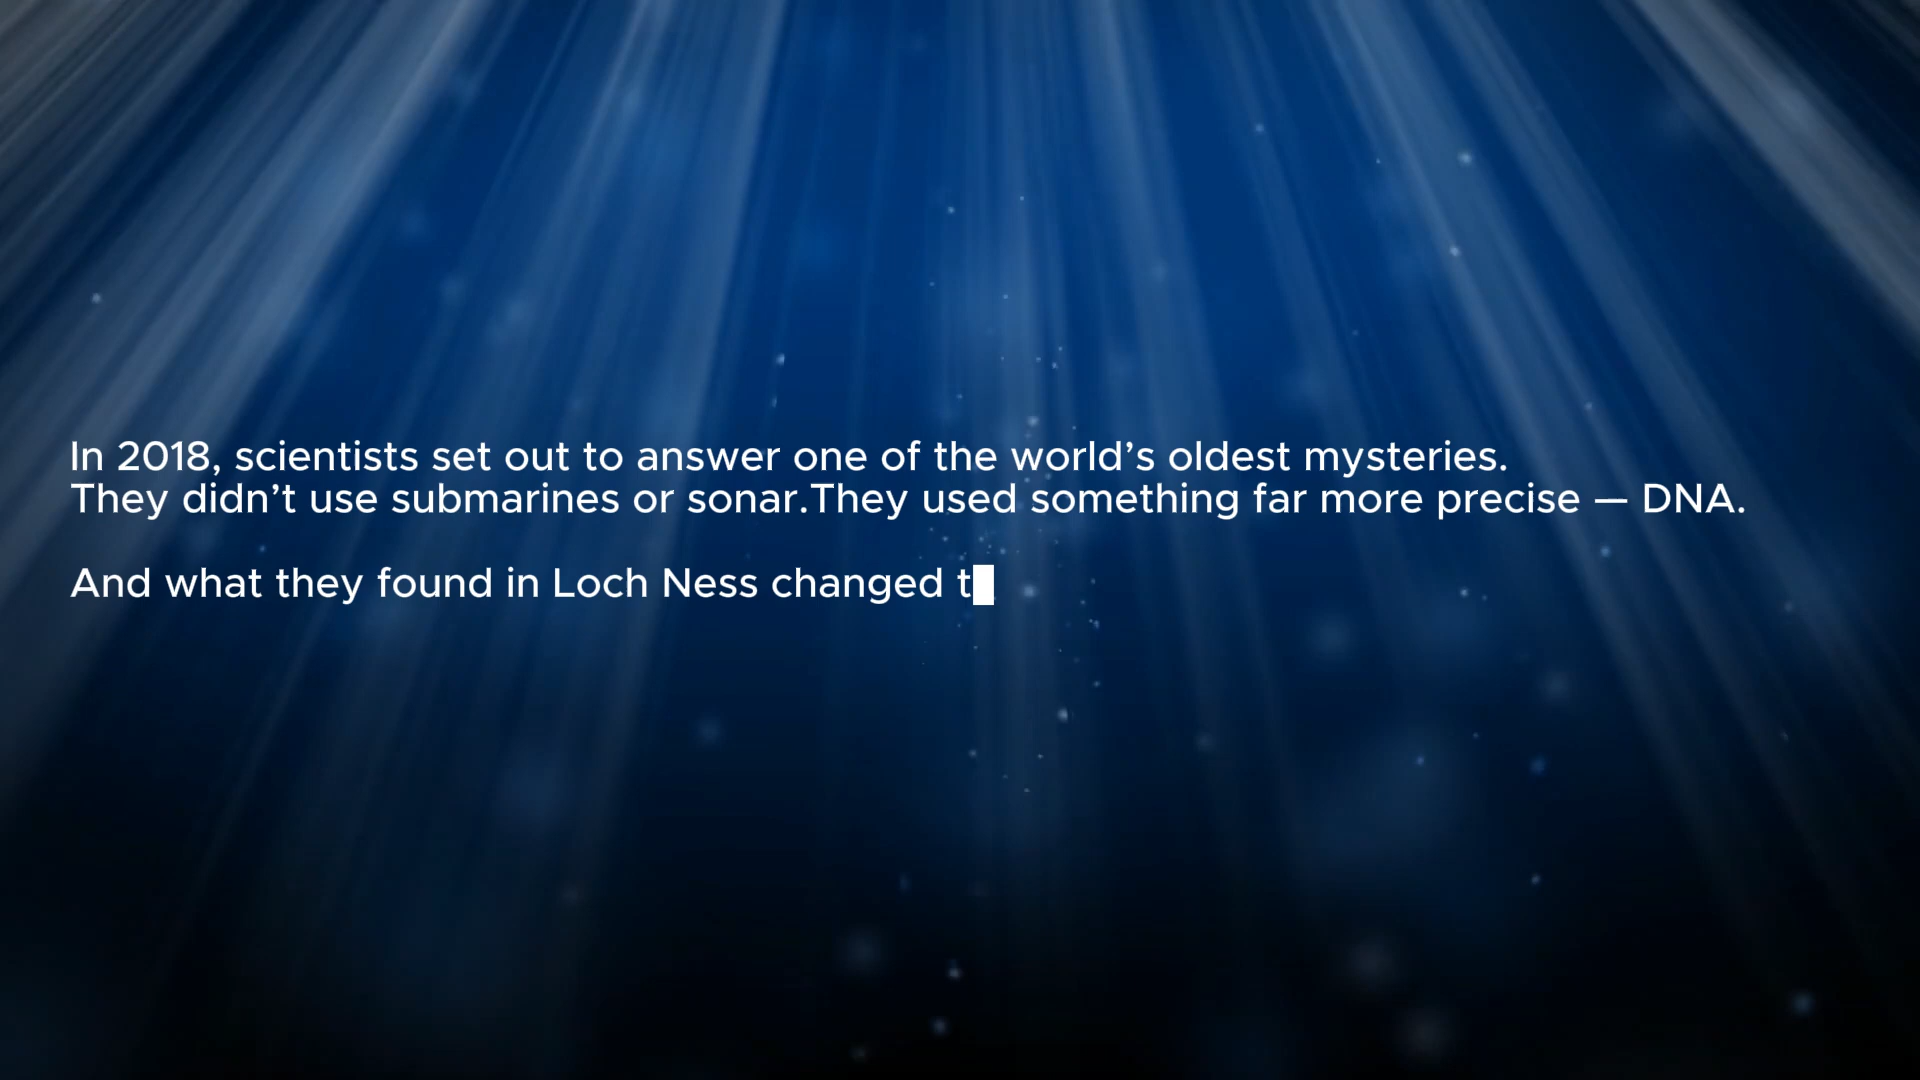 In 2018, scientists set out to answer one of the world’s oldest mysteries.
They didn’t use submarines or sonar.They used something far more precise — DNA.
And what they found in Loch Ness changed t